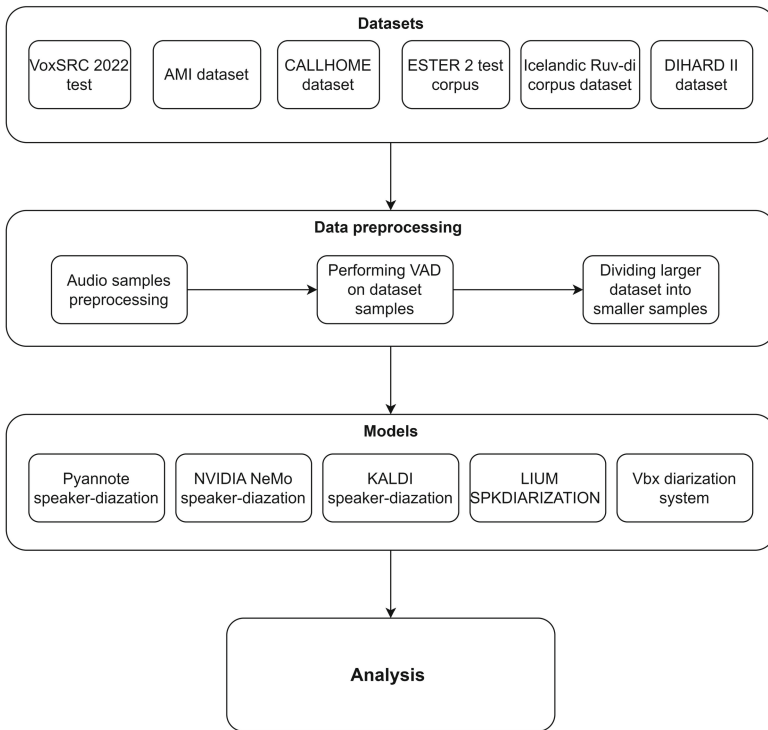 Datasets
VoxSRC 2022
test
AMI dataset
CALLHOME
dataset
ESTER 2 test
corpus
Icelandic Ruv-di
corpus dataset
DIHARD II
dataset
Data preprocessing
Audio samples
preprocessing
Performing VAD
on dataset
samples
Dividing larger
dataset into
smaller samples
Models
Pyannote
speaker-diazation
NVIDIA NeMo
speaker-diazation
KALDI
speaker-diazation
LIUM
SPKDIARIZATION
Vbx diarization
system
Analysis